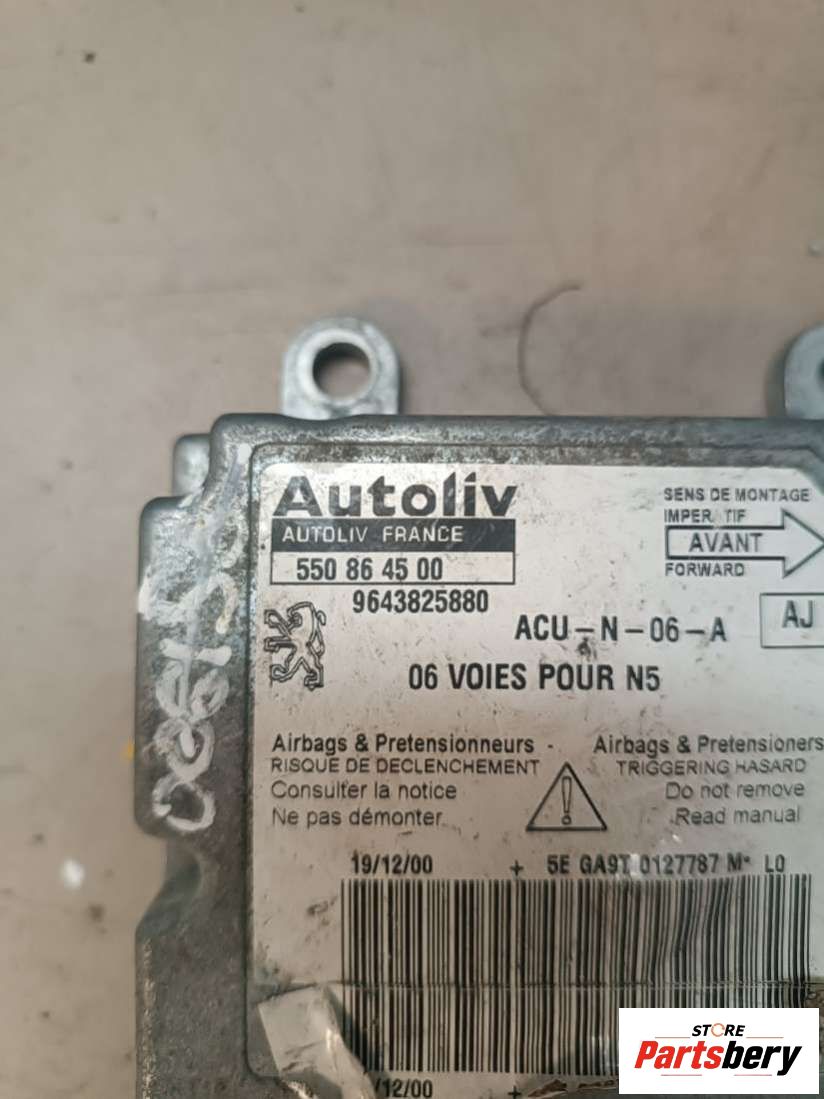 Autoliv
AUTOLIV FRANCE
550 86 45 00
9643825880
SENS DE MONTAGE
IMPERATIF
AVANT
FORWARD
ACU-N-06-A
AJ
06 VOIES POUR N5
Airbags & Pretensionneurs - Airbags & Pretensioners
RISQUE DE DECLENCHEMENT
Consulter la notice
Ne pas démonter
TRIGGERING HASARD
Do not remove
Read manual
19/12/00 + 5E GA9T 0127787 M* L0
/12/00 +
STORE
Partsbery